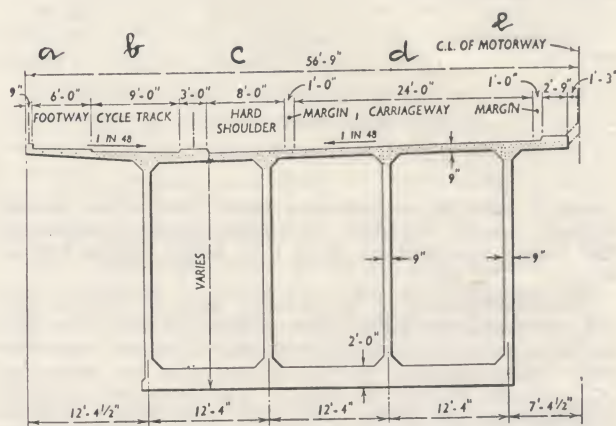 a b c d e
C.L. OF MOTORWAY
56'-9"
9" 6'-0" 9'-0" 3'-0" 8'-0" 1'-0" 24'-0" 1'-0" 2'-9" 1'-3"
FOOTWAY CYCLE TRACK HARD SHOULDER MARGIN CARRIAGEWAY MARGIN
1 IN 48 1 IN 48
9"
VARIES
9" 9"
2'-0"
12'-4½" 12'-4" 12'-4" 12'-4" 7'-4½"